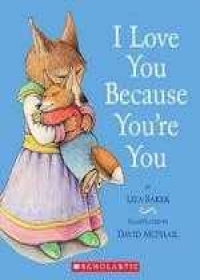 I Love
You
Because
You're
You
BY
LIZA BAKER
ILLUSTRATED BY
DAVID MCPHAIL
SCHOLASTIC